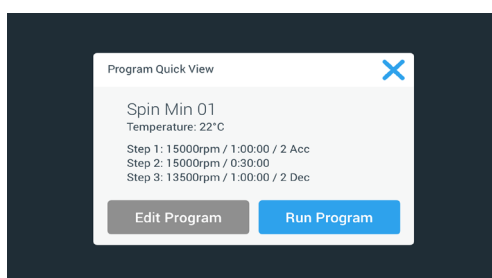 Program Quick View
Spin Min 01
Temperature: 22°C
Step 1: 15000rpm / 1:00:00 / 2 Acc
Step 2: 15000rpm / 0:30:00
Step 3: 13500rpm / 1:00:00 / 2 Dec
Edit Program
Run Program